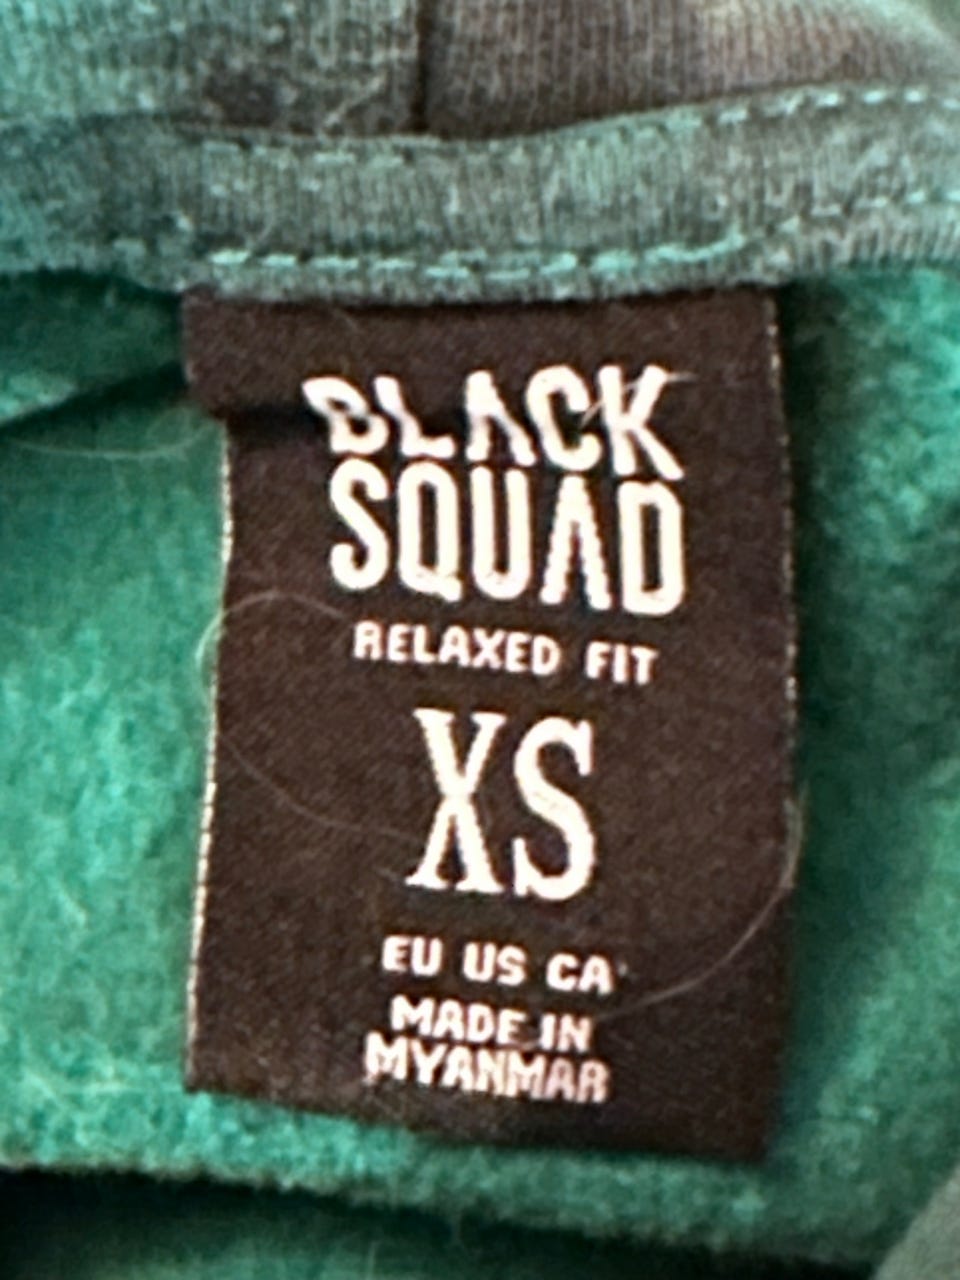 BLACK
SQUAD
RELAXED FIT
XS
EU US CA
MADE IN
MYANMAR